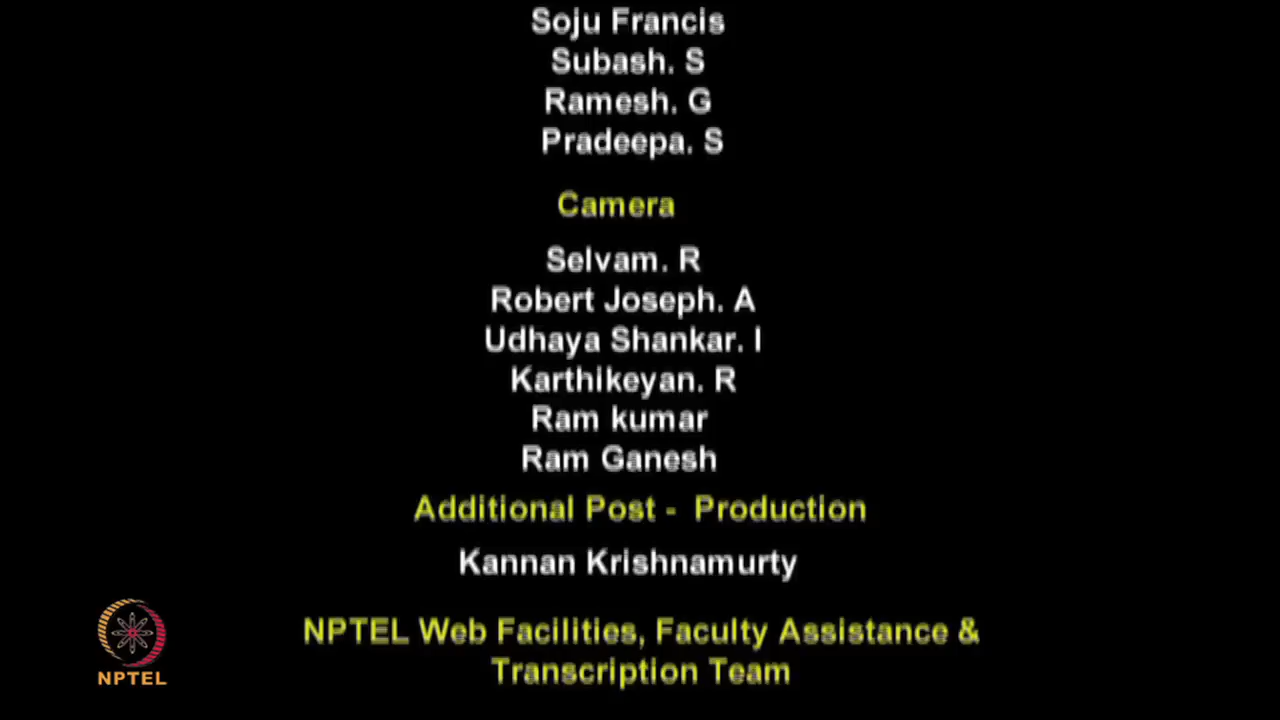 Soju Francis
Subash. S
Ramesh. G
Pradeepa. S
Camera
Selvam. R
Robert Joseph. A
Udhaya Shankar. I
Karthikeyan. R
Ram kumar
Ram Ganesh
Additional Post - Production
Kannan Krishnamurty
NPTEL Web Facilities, Faculty Assistance &
Transcription Team
NPTEL